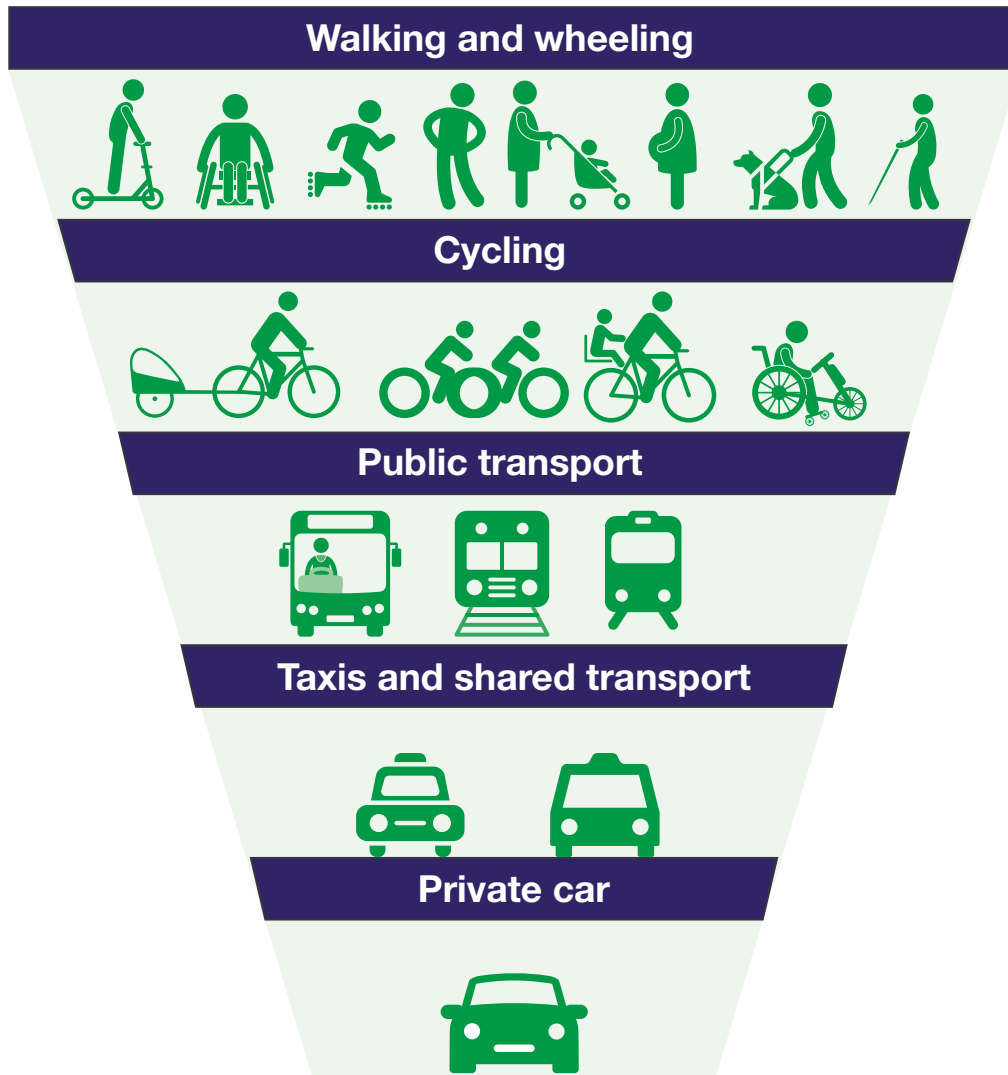 Walking and wheeling
Cycling
Public transport
Taxis and shared transport
Private car